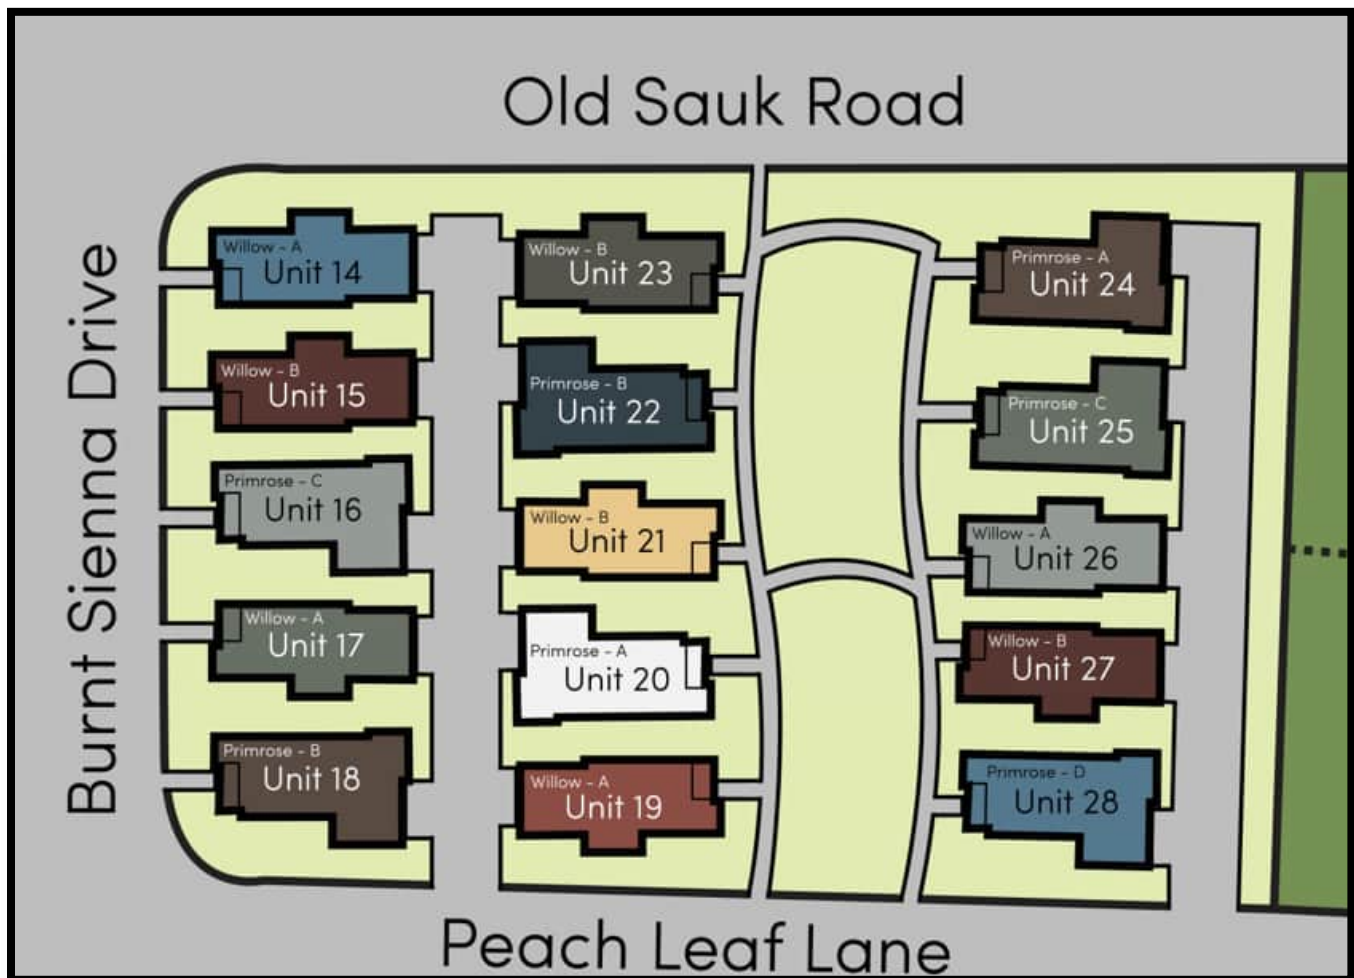 Old Sauk Road
Burnt Sienna Drive
Willow - A
Unit 14
Willow - B
Unit 15
Primrose - C
Unit 16
Willow - A
Unit 17
Primrose - B
Unit 18
Willow - B
Unit 23
Primrose - B
Unit 22
Willow - B
Unit 21
Primrose - A
Unit 20
Willow - A
Unit 19
Primrose - A
Unit 24
Primrose - C
Unit 25
Willow - A
Unit 26
Willow - B
Unit 27
Primrose - D
Unit 28
Peach Leaf Lane